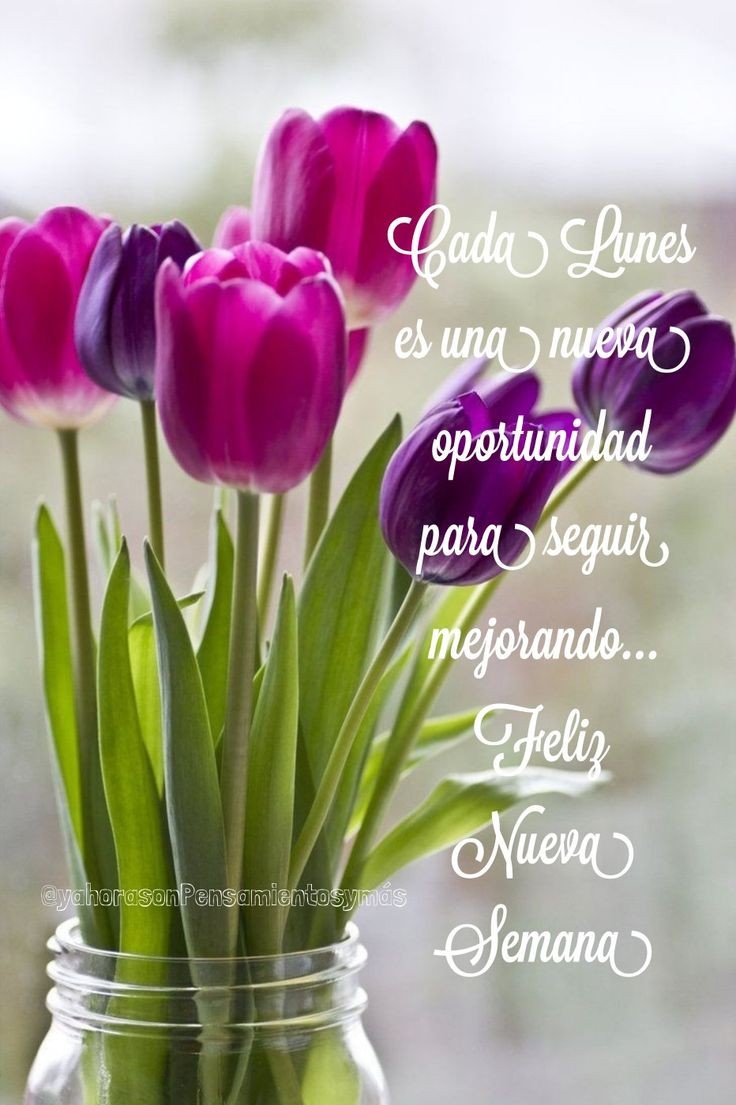 Cada Lunes
es una nueva
oportunidad
para seguir
mejorando...
Feliz
Nueva
Semana
@yahorasonPensamientosymás